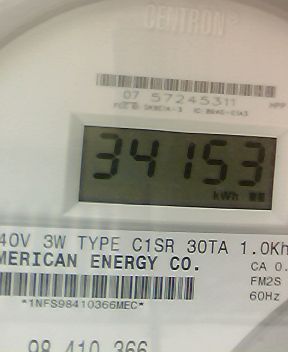 CENTRON®
07 57245311
HPP
34153
kWh
40V 3W TYPE C1SR 30TA 1.0Kh
MERICAN ENERGY CO.
CA 0.
FM2S
60Hz
*1NFS98410366MEC*
98 410 366